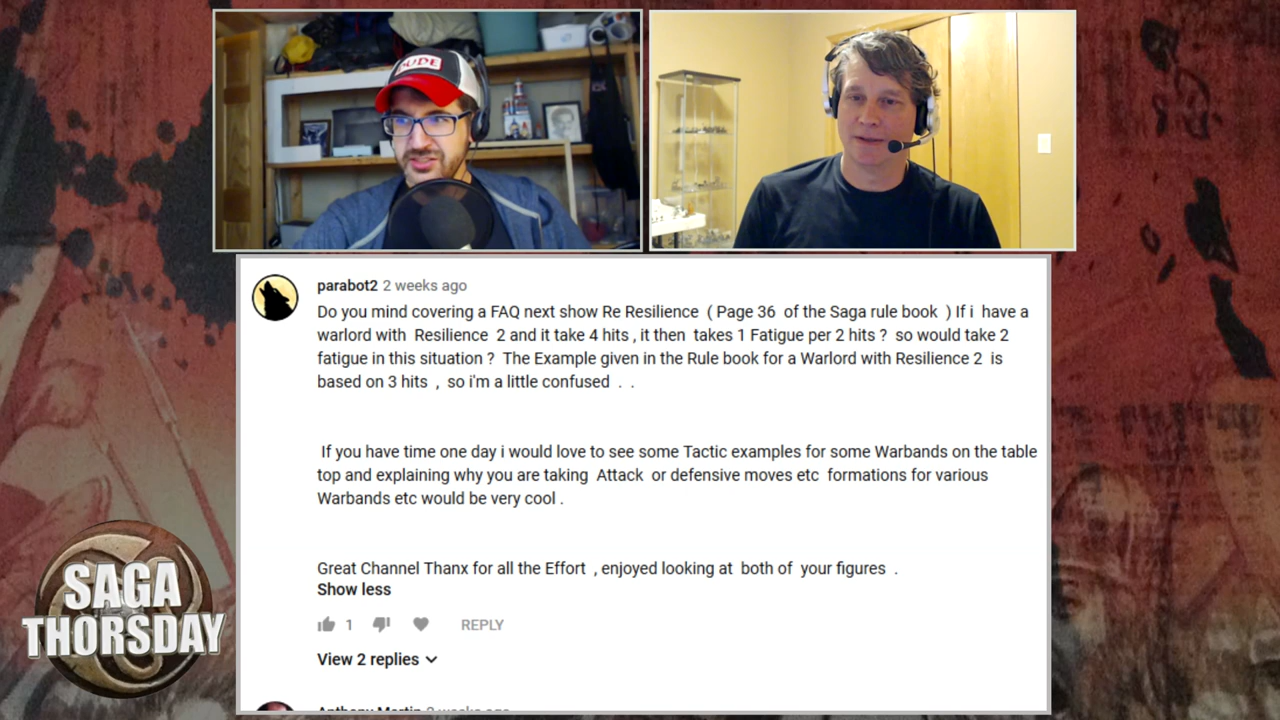 DUDE
parabot2 2 weeks ago
Do you mind covering a FAQ next show Re Resilience ( Page 36 of the Saga rule book ) If i have a
warlord with Resilience 2 and it take 4 hits , it then takes 1 Fatigue per 2 hits ? so would take 2
fatigue in this situation ? The Example given in the Rule book for a Warlord with Resilience 2 is
based on 3 hits , so i'm a little confused . .
If you have time one day i would love to see some Tactic examples for some Warbands on the table
top and explaining why you are taking Attack or defensive moves etc formations for various
Warbands etc would be very cool .
Great Channel Thanx for all the Effort , enjoyed looking at both of your figures .
Show less
1 REPLY
View 2 replies
Anthony Martin 2 weeks ago
SAGA
THORSDAY